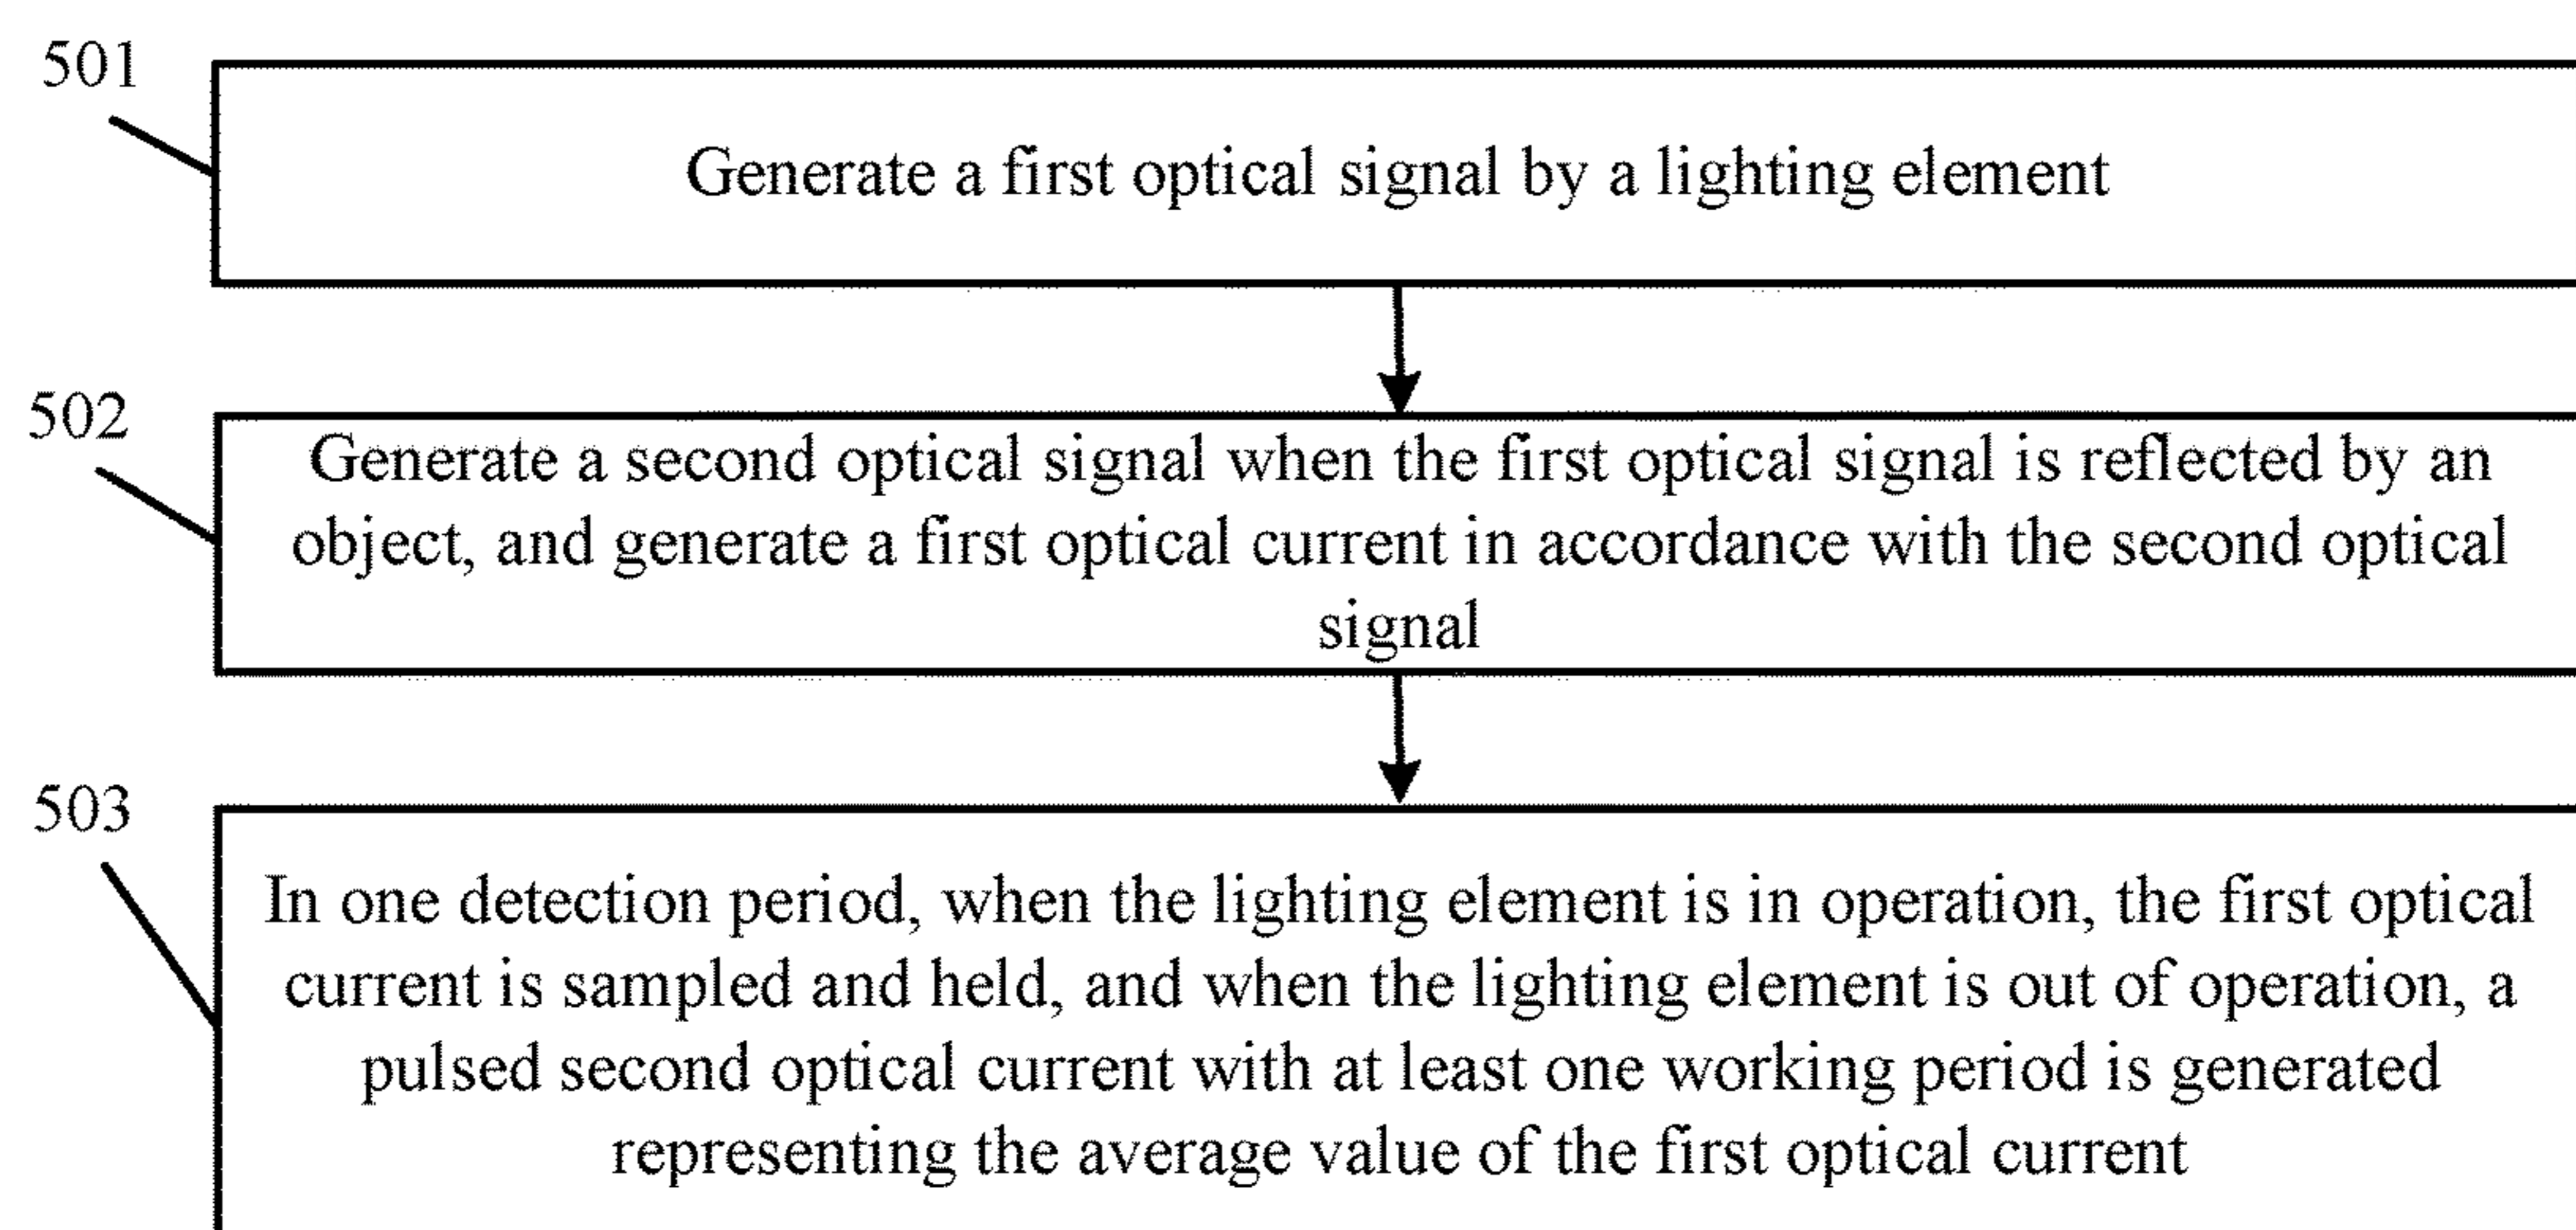 501
Generate a first optical signal by a lighting element
502
Generate a second optical signal when the first optical signal is reflected by an
object, and generate a first optical current in accordance with the second optical
signal
503
In one detection period, when the lighting element is in operation, the first optical
current is sampled and held, and when the lighting element is out of operation, a
pulsed second optical current with at least one working period is generated
representing the average value of the first optical current